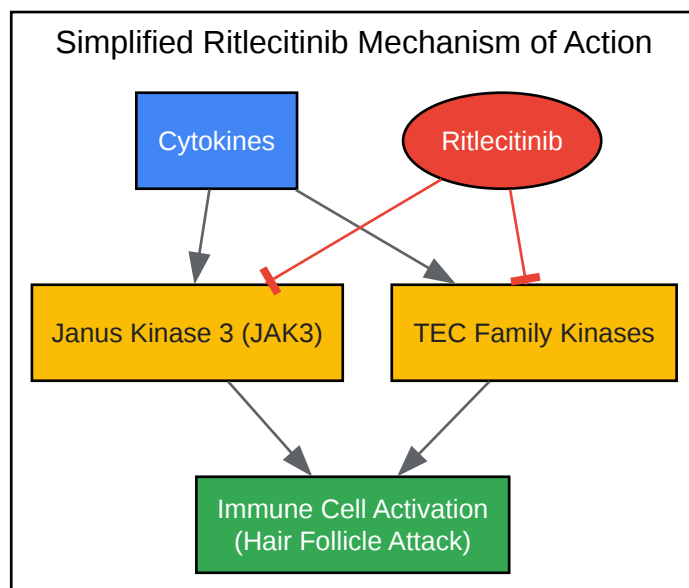 Simplified Ritlecitinib Mechanism of Action
Cytokines
Ritlecitinib
Janus Kinase 3 (JAK3)
TEC Family Kinases
Immune Cell Activation
(Hair Follicle Attack)